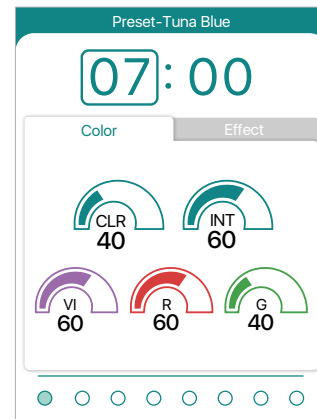 Preset-Tuna Blue
07: 00
Color Effect
CLR INT
40 60
VI R G
60 60 40